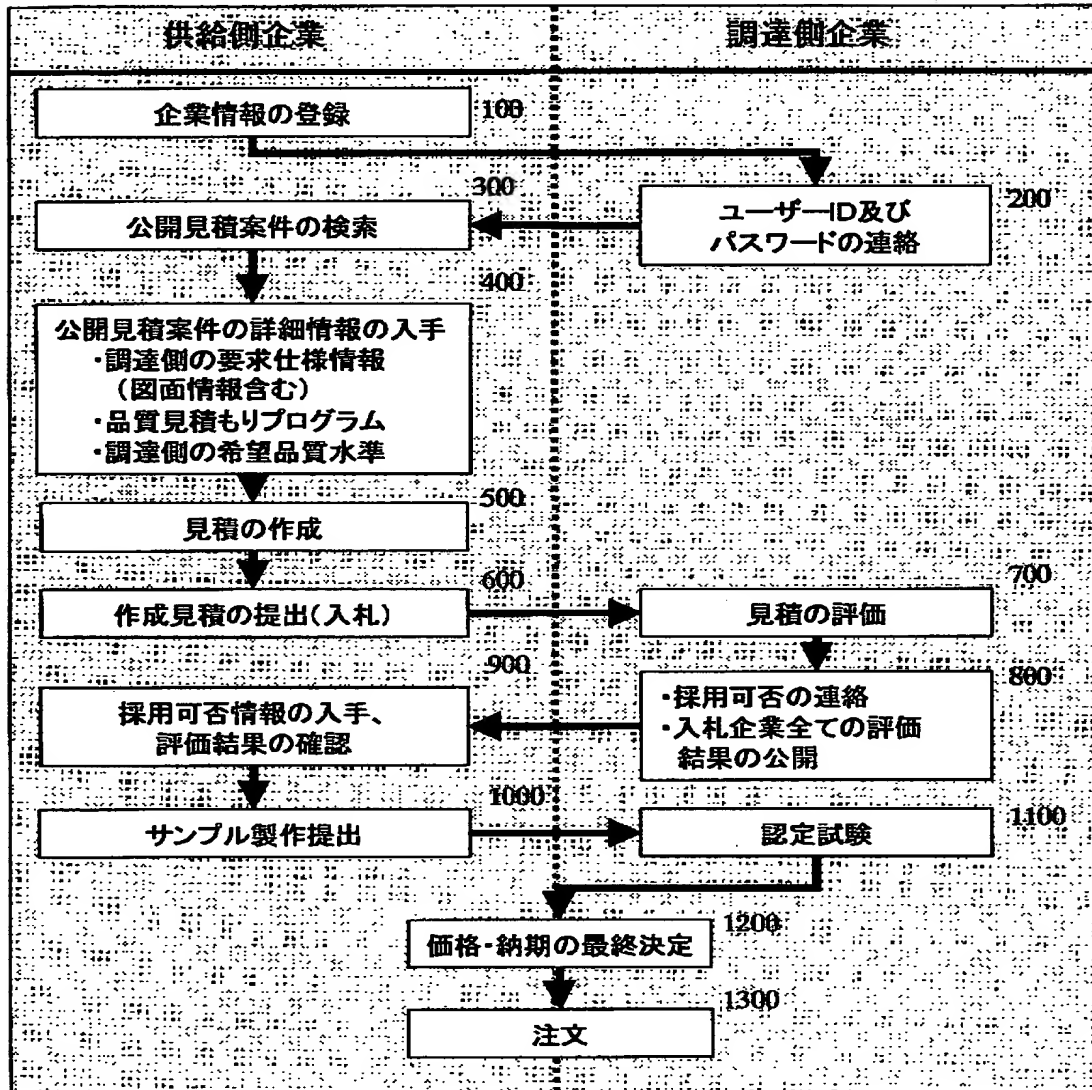 供給側企業
調達側企業
企業情報の登録
100
ユーザーID及び
パスワードの連絡
200
300
公開見積案件の検索
400
公開見積案件の詳細情報の入手
・調達側の要求仕様情報
(図面情報含む)
・品質見積もりプログラム
・調達側の希望品質水準
500
見積の作成
600
作成見積の提出(入札)
700
見積の評価
800
・採用可否の連絡
・入札企業全ての評価
結果の公開
900
採用可否情報の入手、
評価結果の確認
1000
サンプル製作提出
1100
認定試験
1200
価格・納期の最終決定
1300
注文